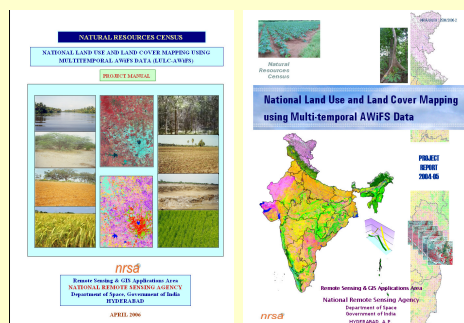 NATURAL RESOURCES CENSUS
NATIONAL LAND USE AND LAND COVER MAPPING USING
MULTITEMPORAL AWiFS DATA (LULC-AWiFS)
PROJECT MANUAL
nrsa
Remote Sensing & GIS Applications Area
NATIONAL REMOTE SENSING AGENCY
Department of Space, Government of India
HYDERABAD
APRIL 2006
Natural
Resources
Census
National Land Use and Land Cover Mapping
using Multi-temporal AWiFS Data
PROJECT
REPORT
2004-05
Remote Sensing & GIS Applications Area
National Remote Sensing Agency
Department of Space
Government of India
HYDERABAD, A.P.
nrsa